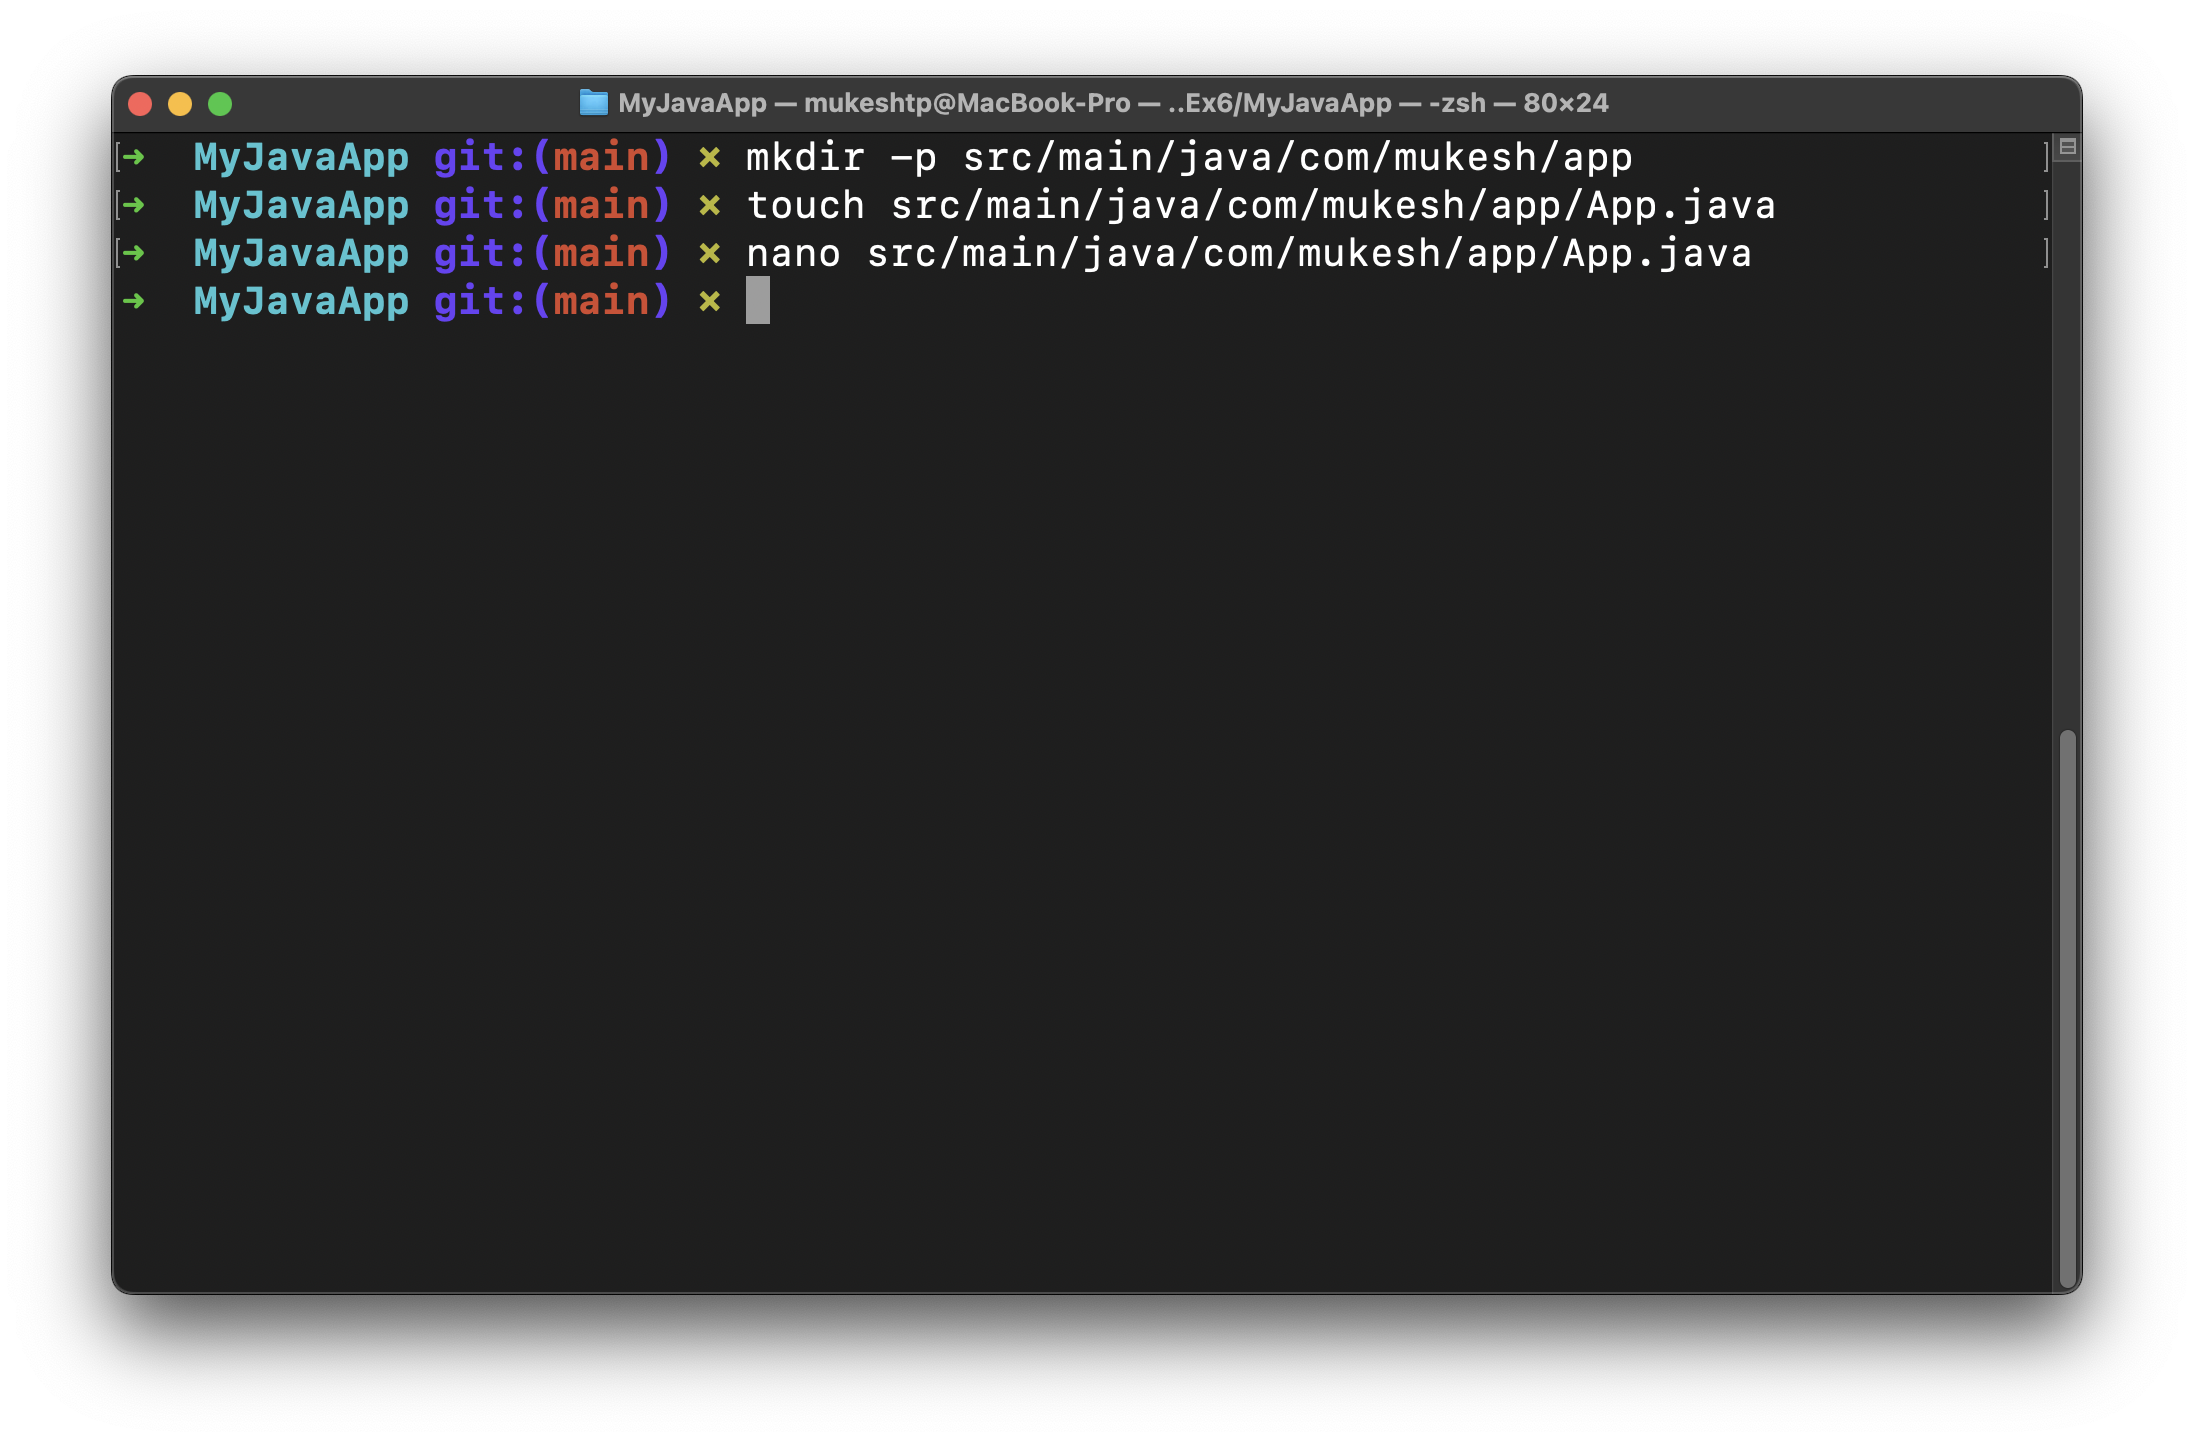 MyJavaApp — mukeshtp@MacBook-Pro — ..Ex6/MyJavaApp — -zsh — 80×24
[➜  MyJavaApp git:(main) ✗ mkdir -p src/main/java/com/mukesh/app ]
[➜  MyJavaApp git:(main) ✗ touch src/main/java/com/mukesh/app/App.java ]
[➜  MyJavaApp git:(main) ✗ nano src/main/java/com/mukesh/app/App.java ]
➜  MyJavaApp git:(main) ✗